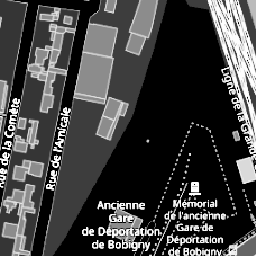 Rue de la Comète
Rue de l'Amicale
Ligne de la Grande
Ancienne
Gare
de Déportation
de Bobigny
Mémorial
de l'ancienne
Gare de
Déportation
de Bobigny